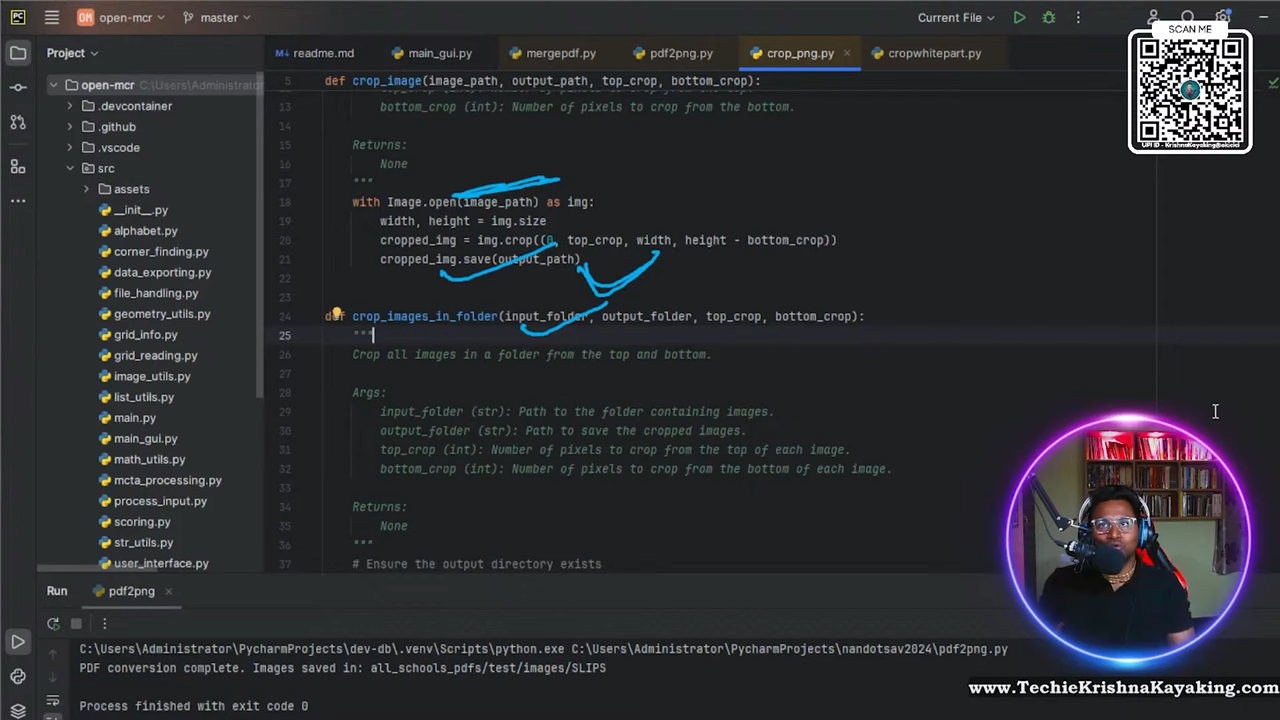 PC
OM open-mcr
master
Current File
SCAN ME
UPI ID - KrishnaKayaking@okicici
Project
readme.md
main_gui.py
mergepdf.py
pdf2png.py
crop_png.py
cropwhitepart.py
open-mcr C:\Users\Administrator
.devcontainer
.github
.vscode
src
assets
__init__.py
alphabet.py
corner_finding.py
data_exporting.py
file_handling.py
geometry_utils.py
grid_info.py
grid_reading.py
image_utils.py
list_utils.py
main.py
main_gui.py
math_utils.py
mcta_processing.py
process_input.py
scoring.py
str_utils.py
user_interface.py
5 def crop_image(image_path, output_path, top_crop, bottom_crop):
13 bottom_crop (int): Number of pixels to crop from the bottom.
14
15 Returns:
16 None
17 """
18 with Image.open(image_path) as img:
19 width, height = img.size
20 cropped_img = img.crop((0, top_crop, width, height - bottom_crop))
21 cropped_img.save(output_path)
22
23
24 def crop_images_in_folder(input_folder, output_folder, top_crop, bottom_crop):
25 """
26 Crop all images in a folder from the top and bottom.
27
28 Args:
29 input_folder (str): Path to the folder containing images.
30 output_folder (str): Path to save the cropped images.
31 top_crop (int): Number of pixels to crop from the top of each image.
32 bottom_crop (int): Number of pixels to crop from the bottom of each image.
33
34 Returns:
35 None
36 """
37 # Ensure the output directory exists
Run
pdf2png
C:\Users\Administrator\PycharmProjects\dev-db\.venv\Scripts\python.exe C:\Users\Administrator\PycharmProjects\nandotsav2024\pdf2png.py
PDF conversion complete. Images saved in: all_schools_pdfs/test/images/SLIPS
Process finished with exit code 0
www.TechieKrishnaKayaking.com